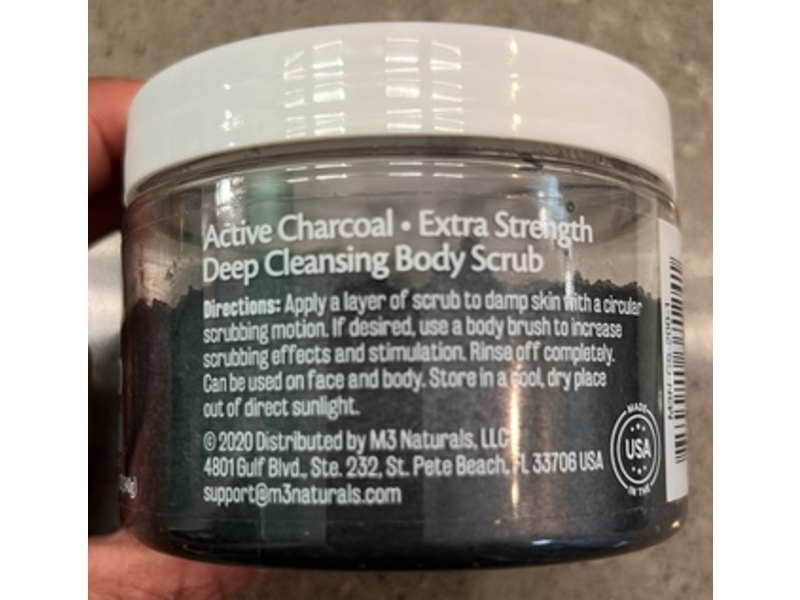 Active Charcoal • Extra Strength
Deep Cleansing Body Scrub
Directions: Apply a layer of scrub to damp skin with a circular
scrubbing motion. If desired, use a body brush to increase
scrubbing effects and stimulation. Rinse off completely.
Can be used on face and body. Store in a cool, dry place
out of direct sunlight.
© 2020 Distributed by M3 Naturals, LLC
4801 Gulf Blvd., Ste. 232, St. Pete Beach, FL 33706 USA
support@m3naturals.com
MADE
USA
IN THE